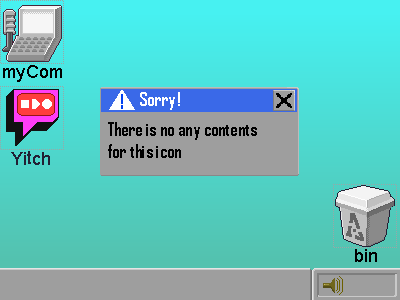 myCom
Yitch
Sorry!
There is no any contents
for this icon
bin